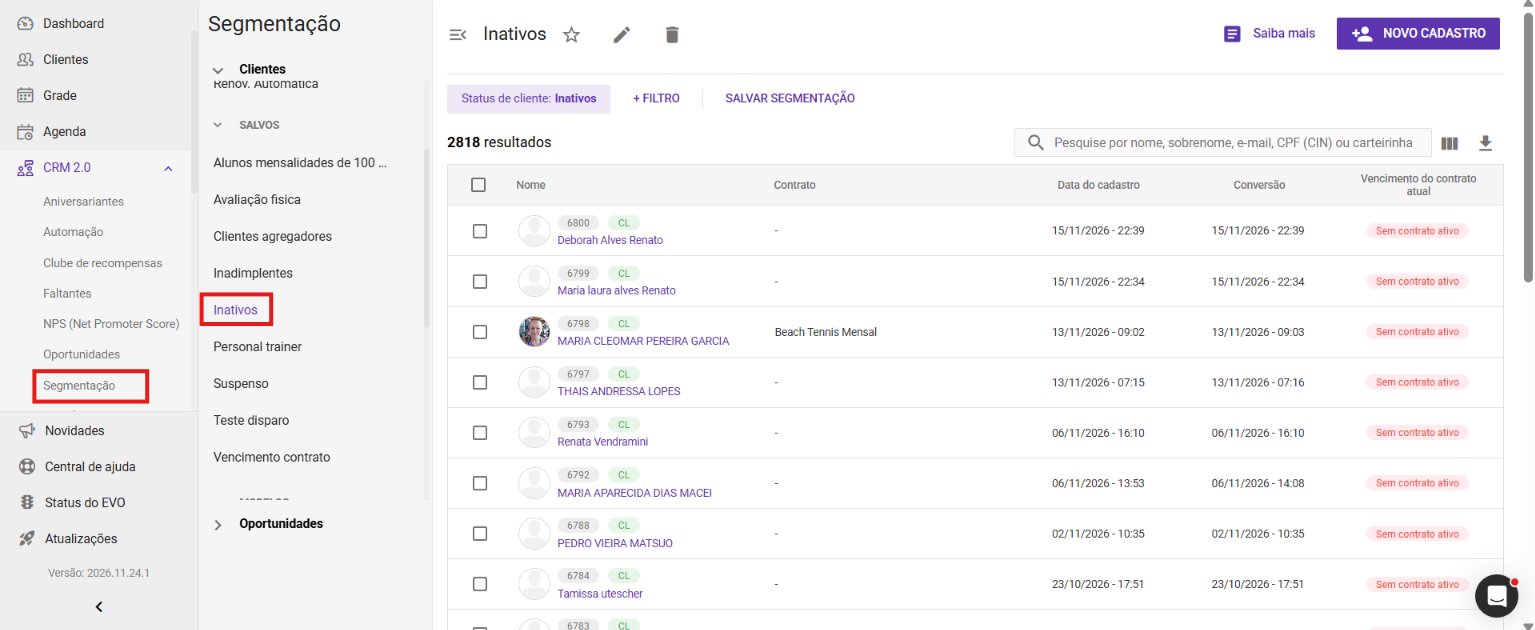 Dashboard
Clientes
Grade
Agenda
CRM 2.0
Aniversariantes
Automação
Clube de recompensas
Faltantes
NPS (Net Promoter Score)
Oportunidades
Segmentação
Novidades
Central de ajuda
Status do EVO
Atualizações
Versão: 2026.11.24.1
Segmentação
Clientes
Renov. Automática
SALVOS
Alunos mensalidades de 100 ...
Avaliação fisica
Clientes agregadores
Inadimplentes
Inativos
Personal trainer
Suspenso
Teste disparo
Vencimento contrato
Oportunidades
Inativos
Saiba mais
NOVO CADASTRO
Status de cliente: Inativos
+ FILTRO
SALVAR SEGMENTAÇÃO
2818 resultados
Pesquise por nome, sobrenome, e-mail, CPF (CIN) ou carteirinha
Nome Contrato Data do cadastro Conversão Vencimento do contrato
atual
6800 CL
Deborah Alves Renato - 15/11/2026 - 22:39 15/11/2026 - 22:39 Sem contrato ativo
6799 CL
Maria laura alves Renato - 15/11/2026 - 22:34 15/11/2026 - 22:34 Sem contrato ativo
6798 CL
MARIA CLEOMAR PEREIRA GARCIA Beach Tennis Mensal 13/11/2026 - 09:02 13/11/2026 - 09:03 Sem contrato ativo
6797 CL
THAIS ANDRESSA LOPES - 13/11/2026 - 07:15 13/11/2026 - 07:16 Sem contrato ativo
6793 CL
Renata Vendramini - 06/11/2026 - 16:10 06/11/2026 - 16:10 Sem contrato ativo
6792 CL
MARIA APARECIDA DIAS MACEI - 06/11/2026 - 13:53 06/11/2026 - 14:08 Sem contrato ativo
6788 CL
PEDRO VIEIRA MATSUO - 02/11/2026 - 10:35 02/11/2026 - 10:35 Sem contrato ativo
6784 CL
Tamissa utescher - 23/10/2026 - 17:51 23/10/2026 - 17:51 Sem contrato ativo
6783 CL